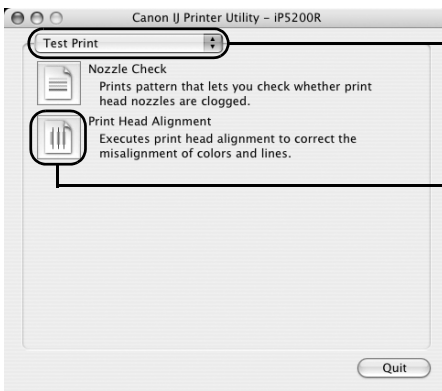 Canon IJ Printer Utility – iP5200R
Test Print
Nozzle Check
Prints pattern that lets you check whether print
head nozzles are clogged.
Print Head Alignment
Executes print head alignment to correct the
misalignment of colors and lines.
Quit